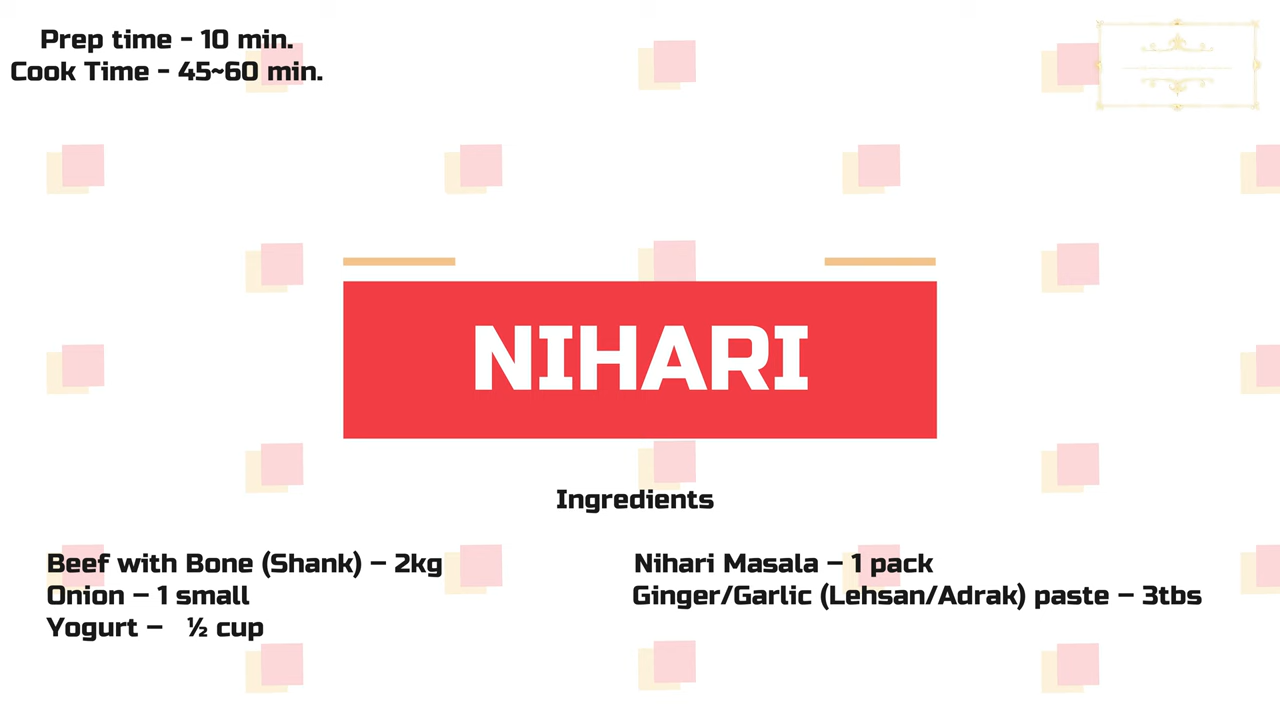 Prep time - 10 min.
Cook Time - 45~60 min.
NIHARI
Ingredients
Beef with Bone (Shank) – 2kg
Onion – 1 small
Yogurt – ½ cup
Nihari Masala – 1 pack
Ginger/Garlic (Lehsan/Adrak) paste – 3tbs